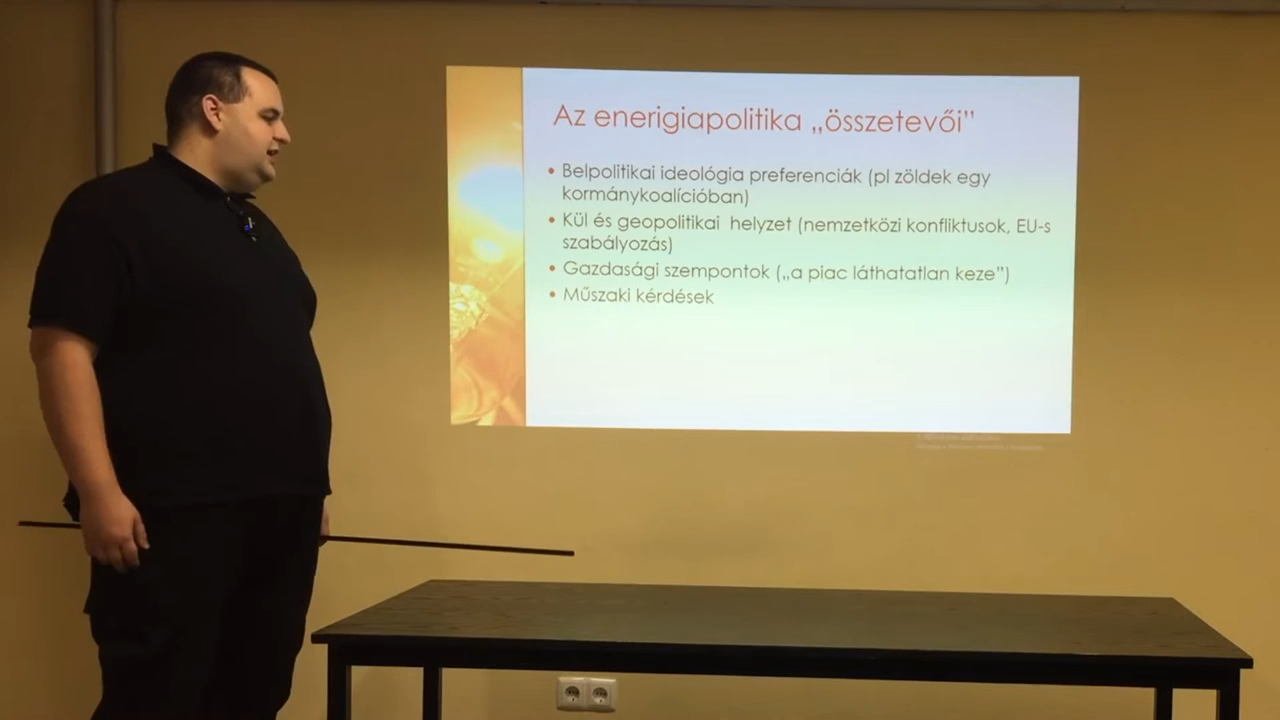 Az enerigiapolitika „összetevői”
• Belpolitikai ideológia preferenciák (pl zöldek egy
kormánykoalícióban)
• Kül és geopolitikai helyzet (nemzetközi konfliktusok, EU-s
szabályozás)
• Gazdasági szempontok („a piac láthatatlan keze”)
• Műszaki kérdések